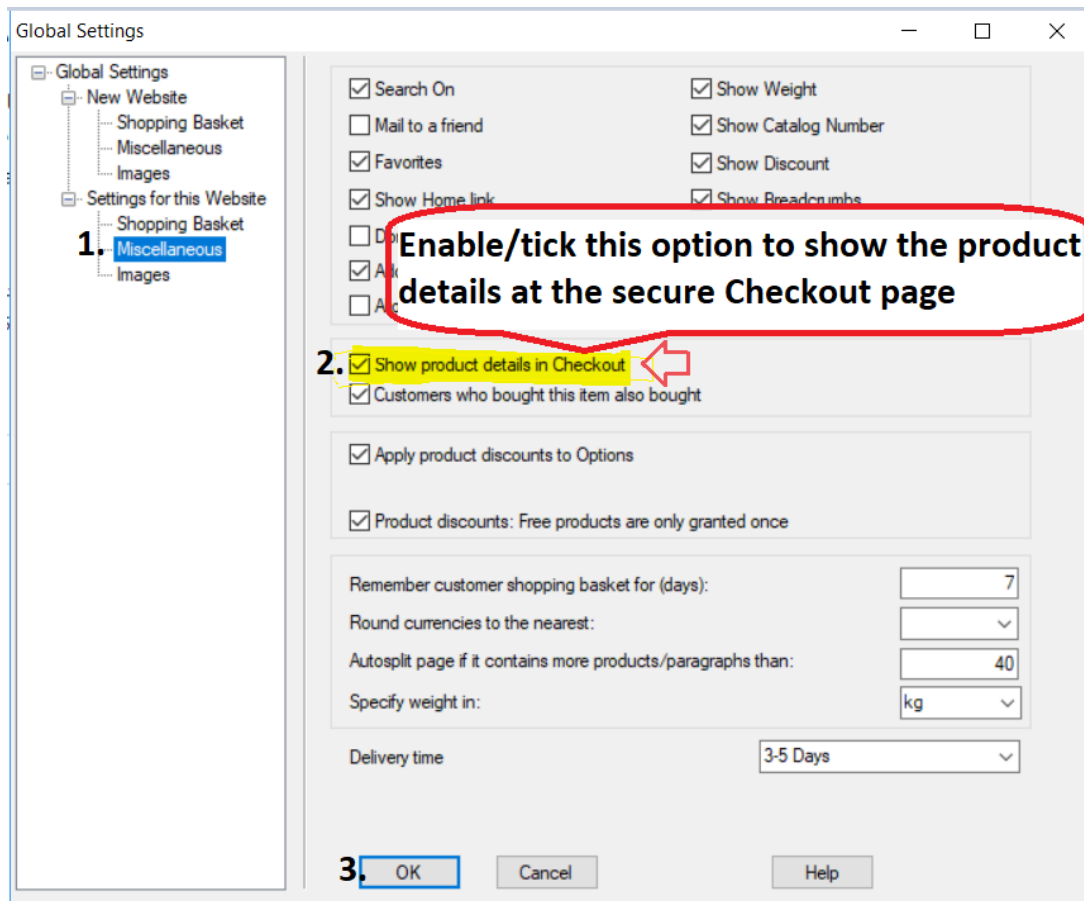 Global Settings
Global Settings
New Website
Shopping Basket
Miscellaneous
Images
Settings for this Website
Shopping Basket
1. Miscellaneous
Images
Search On
Show Weight
Mail to a friend
Show Catalog Number
Favorites
Show Discount
Show Home link
Show Breadcrumbs
Enable/tick this option to show the product
details at the secure Checkout page
2. Show product details in Checkout
Customers who bought this item also bought
Apply product discounts to Options
Product discounts: Free products are only granted once
Remember customer shopping basket for (days): 7
Round currencies to the nearest:
Autosplit page if it contains more products/paragraphs than: 40
Specify weight in: kg
Delivery time 3-5 Days
3. OK Cancel Help